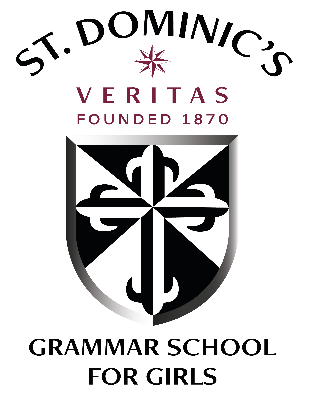 ST. DOMINIC'S
VERITAS
FOUNDED 1870
GRAMMAR SCHOOL
FOR GIRLS